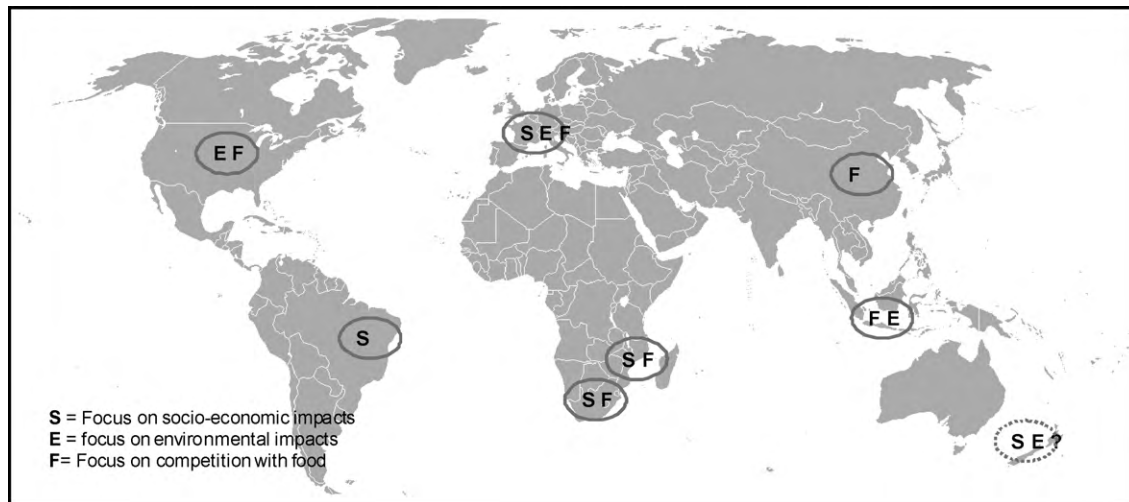 S E F
E F
F
F E
S
S F
S F
S = Focus on socio-economic impacts
E = focus on environmental impacts
F= Focus on competition with food
S E ?